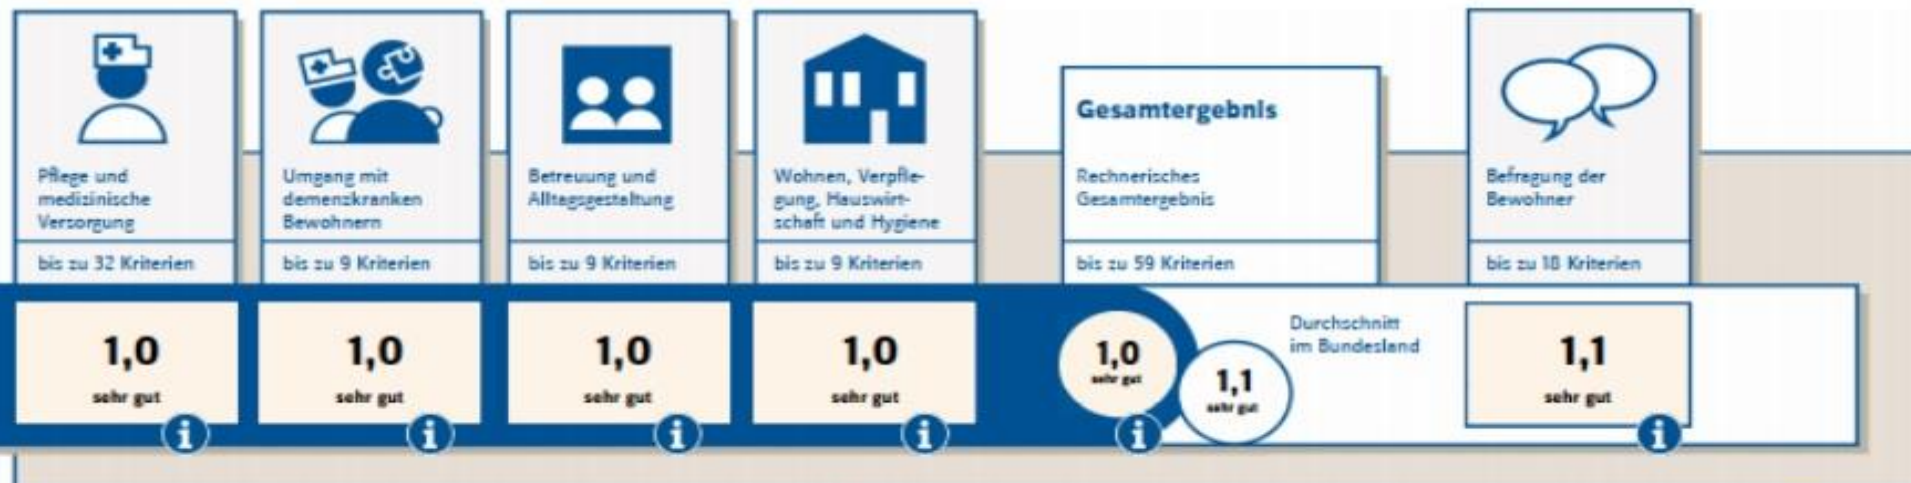 Pflege und
medizinische
Versorgung
bis zu 32 Kriterien
1,0
sehr gut
Umgang mit
demenzkranken
Bewohnern
bis zu 9 Kriterien
1,0
sehr gut
Betreuung und
Alltagsgestaltung
bis zu 9 Kriterien
1,0
sehr gut
Wohnen, Verpfle-
gung, Hauswirt-
schaft und Hygiene
bis zu 9 Kriterien
1,0
sehr gut
Gesamtergebnis
Rechnerisches
Gesamtergebnis
bis zu 59 Kriterien
1,0
sehr gut
1,1
sehr gut
Durchschnitt
im Bundesland
Befragung der
Bewohner
bis zu 18 Kriterien
1,1
sehr gut